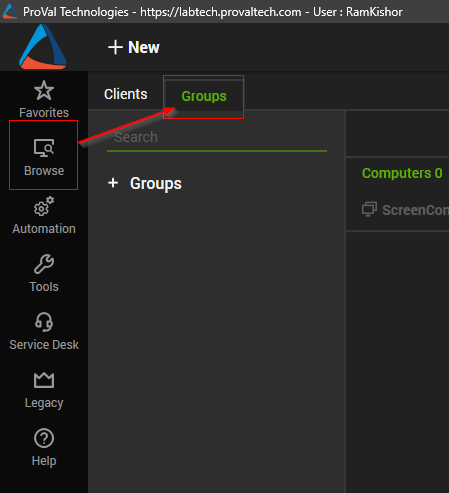 ProVal Technologies - https://labtech.provaltech.com - User : RamKishor
+ New
Favorites
Browse
Automation
Tools
Service Desk
Legacy
Help
Clients
Groups
Search
+ Groups
Computers 0
ScreenCon